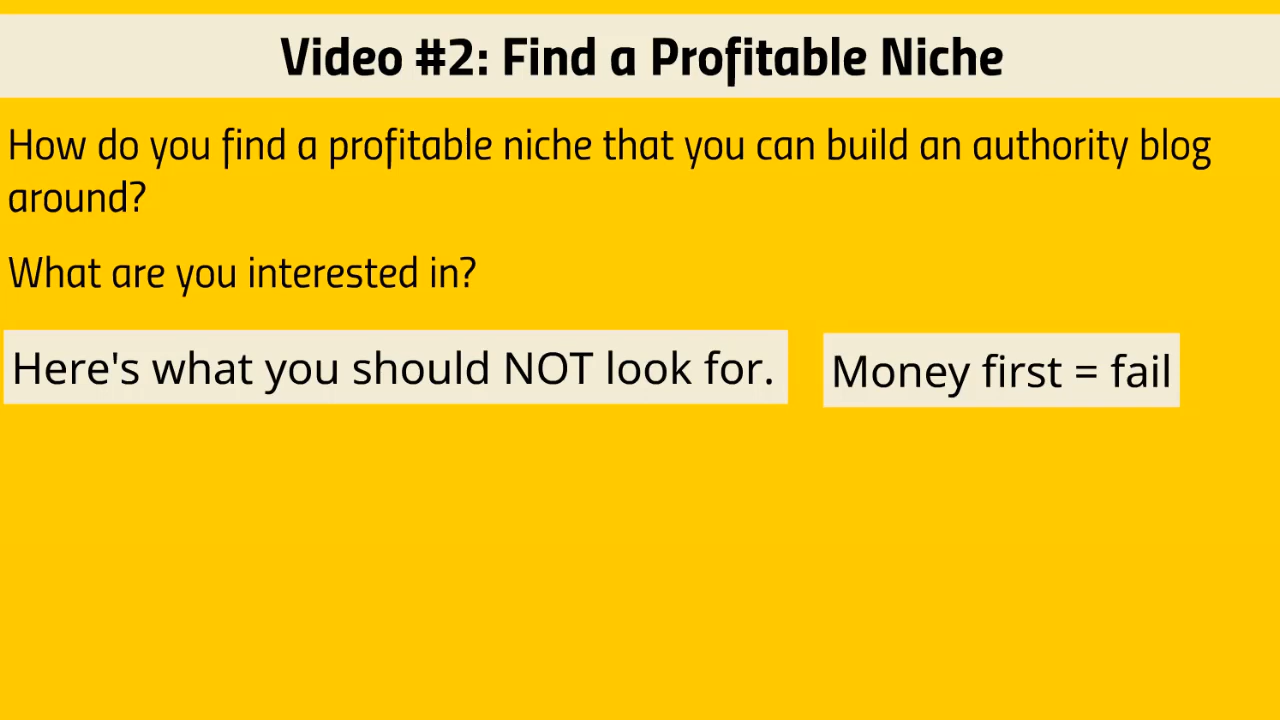 Video #2: Find a Profitable Niche
How do you find a profitable niche that you can build an authority blog
around?
What are you interested in?
Here's what you should NOT look for.
Money first = fail